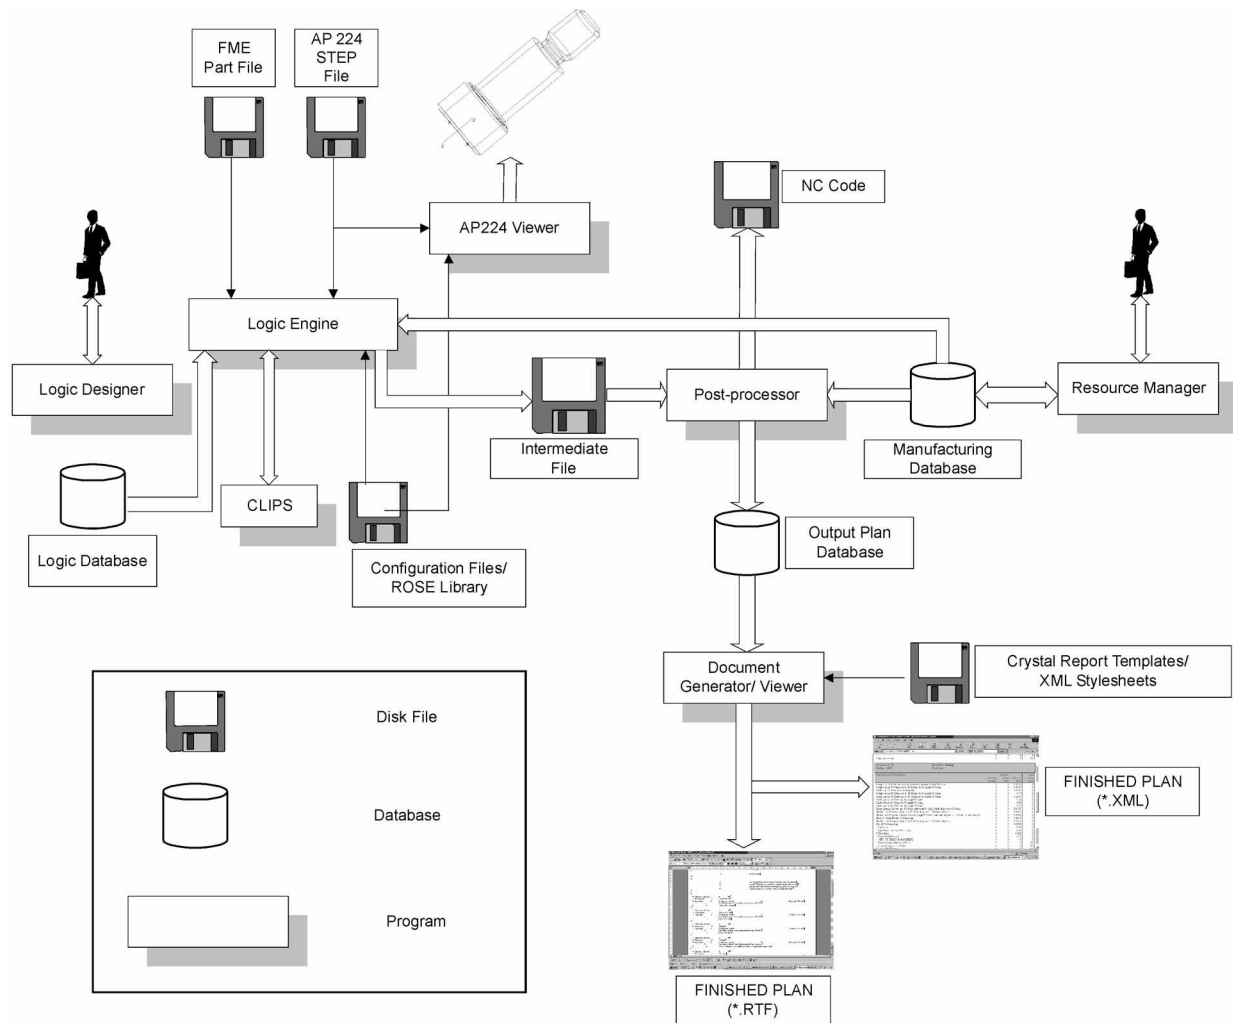 FME
Part File
AP 224
STEP
File
NC Code
AP224 Viewer
Logic Engine
Logic Designer
Post-processor
Resource Manager
Intermediate
File
Manufacturing
Database
CLIPS
Logic Database
Configuration Files/
ROSE Library
Output Plan
Database
Document
Generator/ Viewer
Crystal Report Templates/
XML Stylesheets
Disk File
Database
Program
FINISHED PLAN
(*.XML)
FINISHED PLAN
(*.RTF)